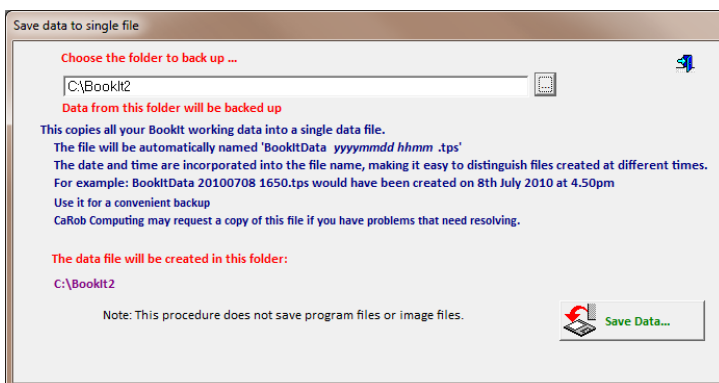 Save data to single file
Choose the folder to back up ...
C:\BookIt2
...
Data from this folder will be backed up
This copies all your BookIt working data into a single data file.
The file will be automatically named 'BookItData yyyymmdd hhmm .tps'
The date and time are incorporated into the file name, making it easy to distinguish files created at different times.
For example: BookItData 20100708 1650.tps would have been created on 8th July 2010 at 4.50pm
Use it for a convenient backup
CaRob Computing may request a copy of this file if you have problems that need resolving.
The data file will be created in this folder:
C:\BookIt2
Note: This procedure does not save program files or image files.
Save Data...